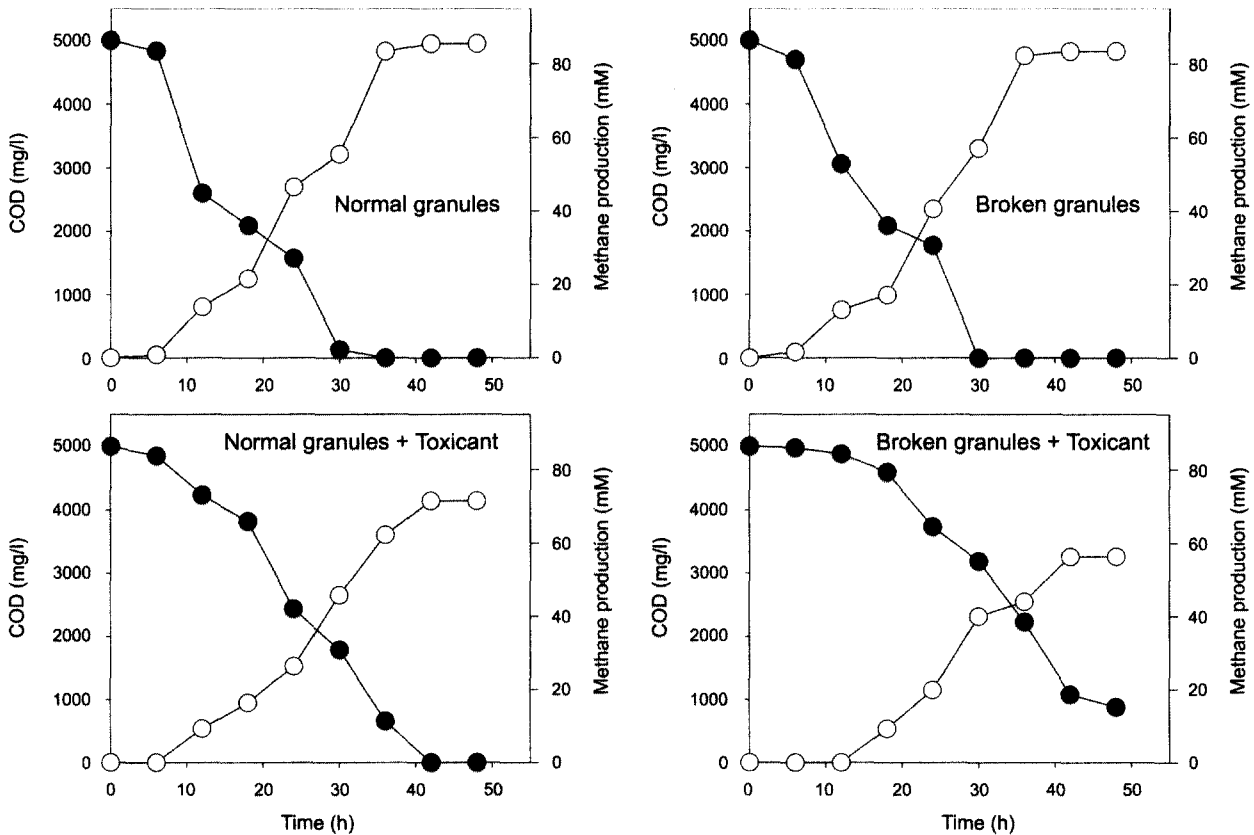 5000
4000
3000
2000
1000
0
COD (mg/l)
80
60
40
20
0
Methane production (mM)
Normal granules
0 10 20 30 40 50
5000
4000
3000
2000
1000
0
COD (mg/l)
80
60
40
20
0
Methane production (mM)
Broken granules
0 10 20 30 40 50
5000
4000
3000
2000
1000
0
COD (mg/l)
80
60
40
20
0
Methane production (mM)
Normal granules + Toxicant
0 10 20 30 40 50
Time (h)
5000
4000
3000
2000
1000
0
COD (mg/l)
80
60
40
20
0
Methane production (mM)
Broken granules + Toxicant
0 10 20 30 40 50
Time (h)